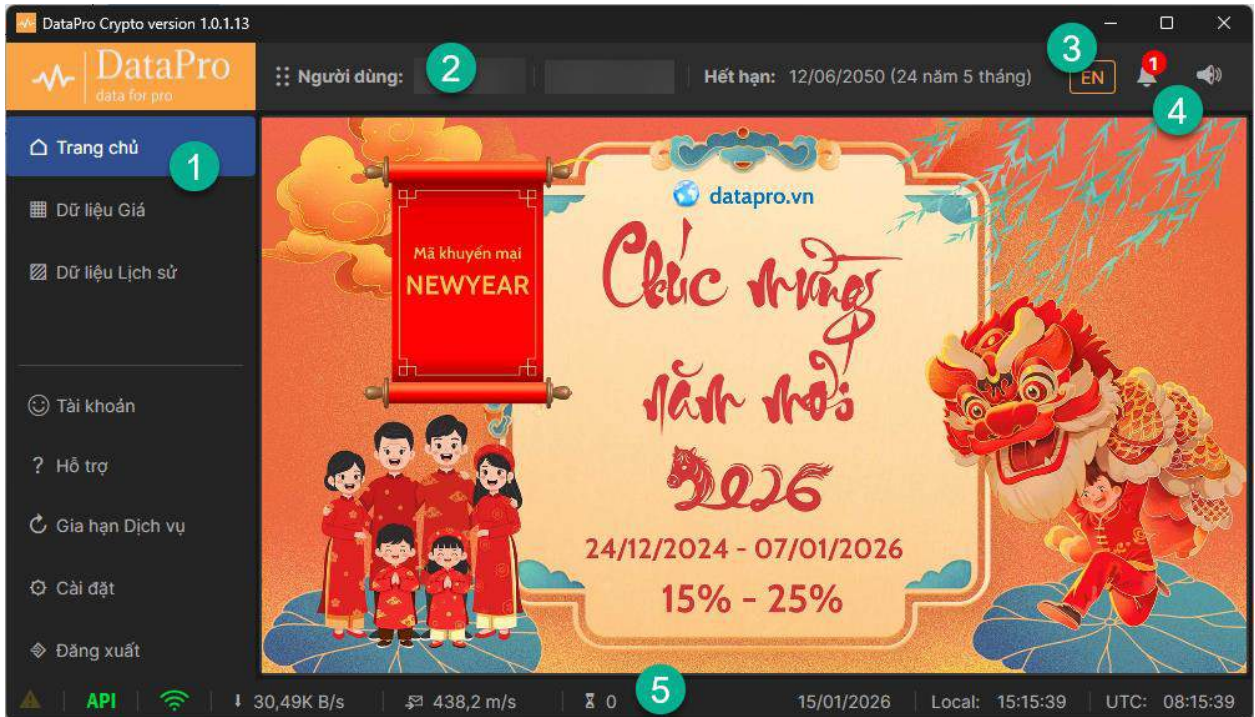 DataPro Crypto version 1.0.1.13
DataPro
data for pro
Người dùng:
2
Hết hạn: 12/06/2050 (24 năm 5 tháng)
3
EN
1
4
Trang chủ
1
Dữ liệu Giá
Dữ liệu Lịch sử
Tài khoản
? Hỗ trợ
Gia hạn Dịch vụ
Cài đặt
Đăng xuất
datapro.vn
Mã khuyến mại
NEWYEAR
Chúc mừng
năm mới
2026
24/12/2024 - 07/01/2026
15% - 25%
API
30,49K B/s
438,2 m/s
0
5
15/01/2026
Local: 15:15:39
UTC: 08:15:39